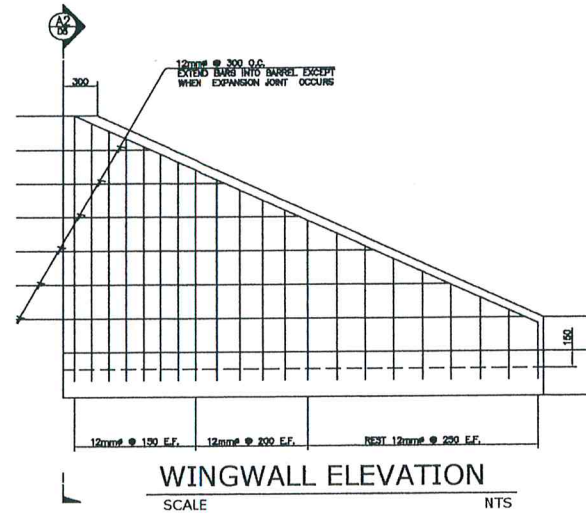 A2
D5
12mmø @ 300 O.C.
EXTEND BARS INTO BARREL EXCEPT
WHEN EXPANSION JOINT OCCURS
300
150
12mmø @ 150 E.F.
12mmø @ 200 E.F.
REST 12mmø @ 250 E.F.
WINGWALL ELEVATION
SCALE NTS